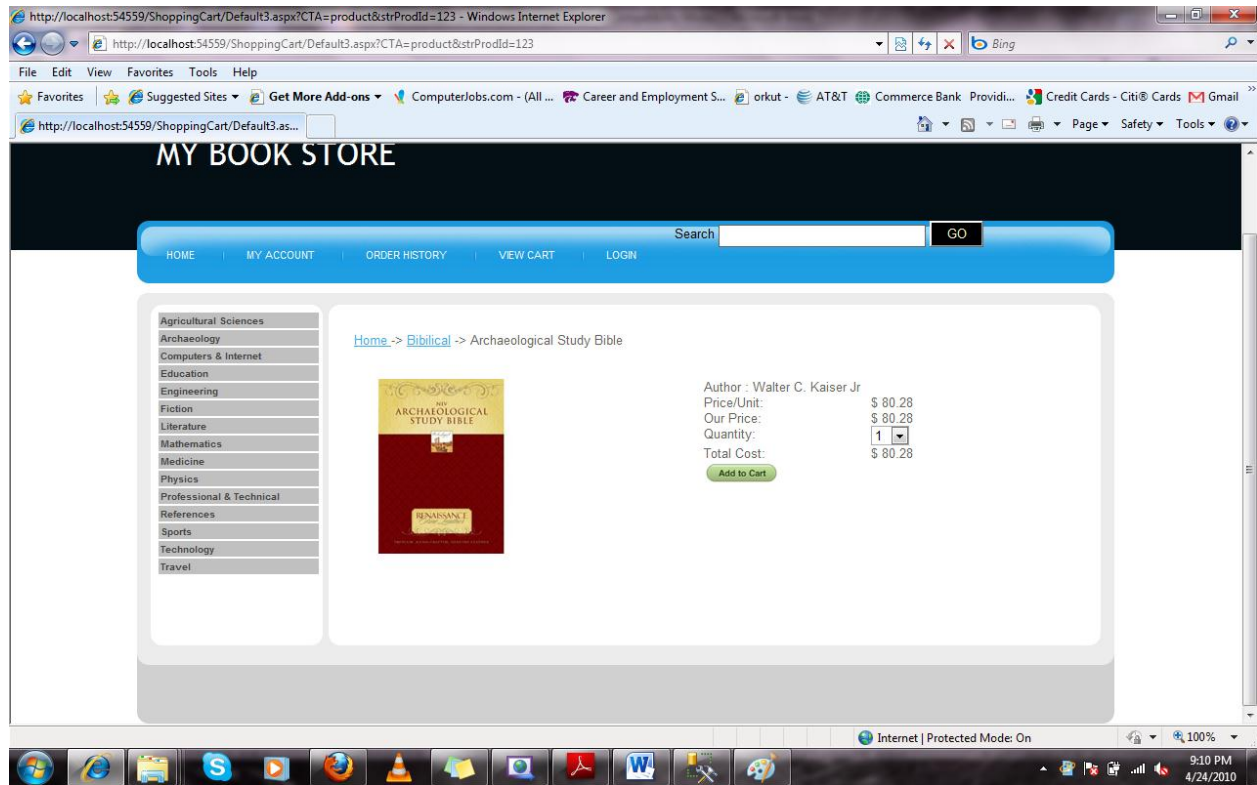 http://localhost:54559/ShoppingCart/Default3.aspx?CTA=product&strProdId=123 - Windows Internet Explorer
http://localhost:54559/ShoppingCart/Default3.aspx?CTA=product&strProdId=123
Bing
File Edit View Favorites Tools Help
Favorites Suggested Sites Get More Add-ons ComputerJobs.com - (All ... Career and Employment S... orkut - AT&T Commerce Bank Providi... Credit Cards - Citi® Cards Gmail
http://localhost:54559/ShoppingCart/Default3.as... Page Safety Tools
MY BOOK STORE
Search GO
HOME MY ACCOUNT ORDER HISTORY VIEW CART LOGIN
Agricultural Sciences
Archaeology
Computers & Internet
Education
Engineering
Fiction
Literature
Mathematics
Medicine
Physics
Professional & Technical
References
Sports
Technology
Travel
Home -> Bibilical -> Archaeological Study Bible
NIV
ARCHAEOLOGICAL
STUDY BIBLE
RENAISSANCE
Author : Walter C. Kaiser Jr
Price/Unit: $ 80.28
Our Price: $ 80.28
Quantity: 1
Total Cost: $ 80.28
Add to Cart
Internet | Protected Mode: On 100%
9:10 PM
4/24/2010